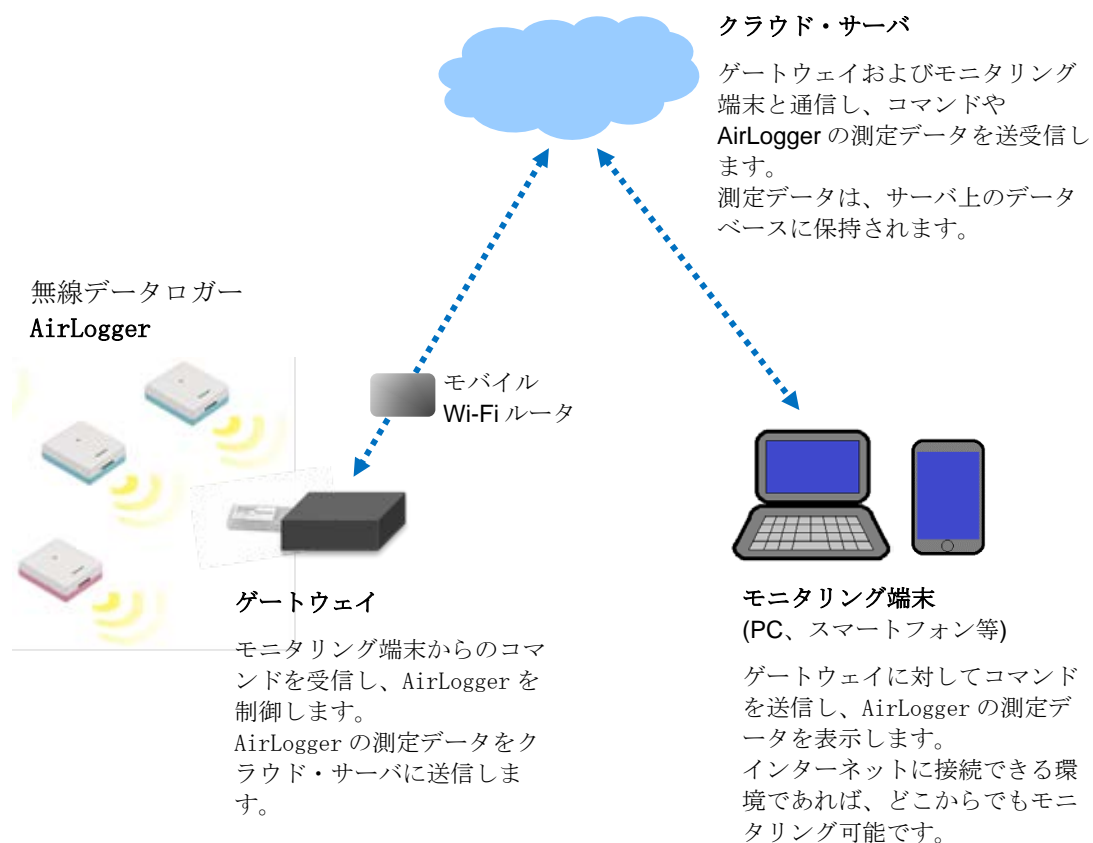 クラウド・サーバ
ゲートウェイおよびモニタリング
端末と通信し、コマンドや
AirLogger の測定データを送受信し
ます。
測定データは、サーバ上のデータ
ベースに保持されます。
無線データロガー
AirLogger
モバイル
Wi-Fi ルータ
ゲートウェイ
モニタリング端末からのコマ
ンドを受信し、AirLogger を
制御します。
AirLogger の測定データをク
ラウド・サーバに送信しま
す。
モニタリング端末
(PC、スマートフォン等)
ゲートウェイに対してコマンド
を送信し、AirLogger の測定デ
ータを表示します。
インターネットに接続できる環
境であれば、どこからでもモニ
タリング可能です。